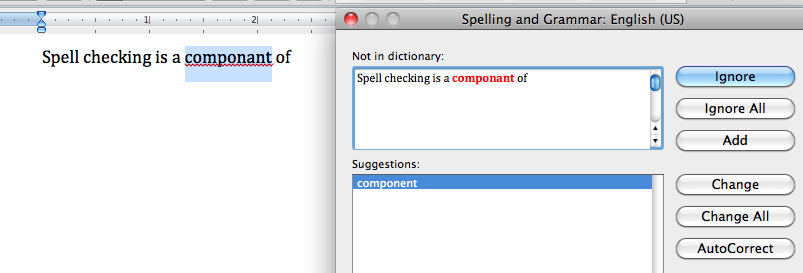 1 2
Spelling and Grammar: English (US)
Spell checking is a componant of
Not in dictionary:
Spell checking is a componant of
Ignore
Ignore All
Add
Suggestions:
component
Change
Change All
AutoCorrect